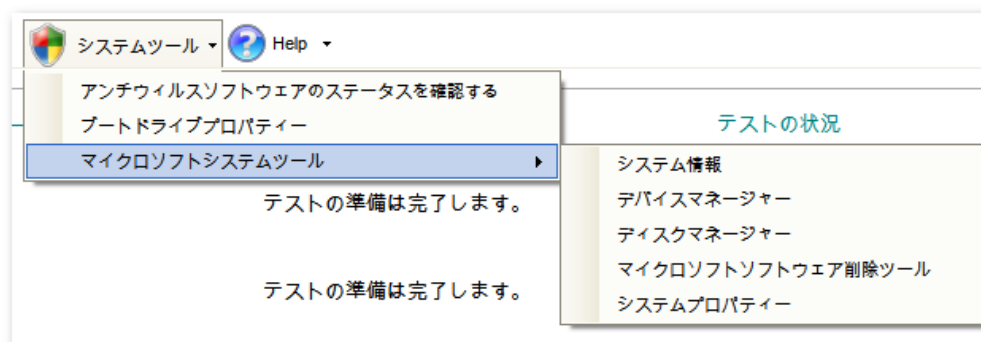 システムツール Help
アンチウィルスソフトウェアのステータスを確認する
ブートドライブプロパティー
マイクロソフトシステムツール
テストの状況
システム情報
デバイスマネージャー
ディスクマネージャー
マイクロソフトソフトウェア削除ツール
システムプロパティー
テストの準備は完了します。
テストの準備は完了します。